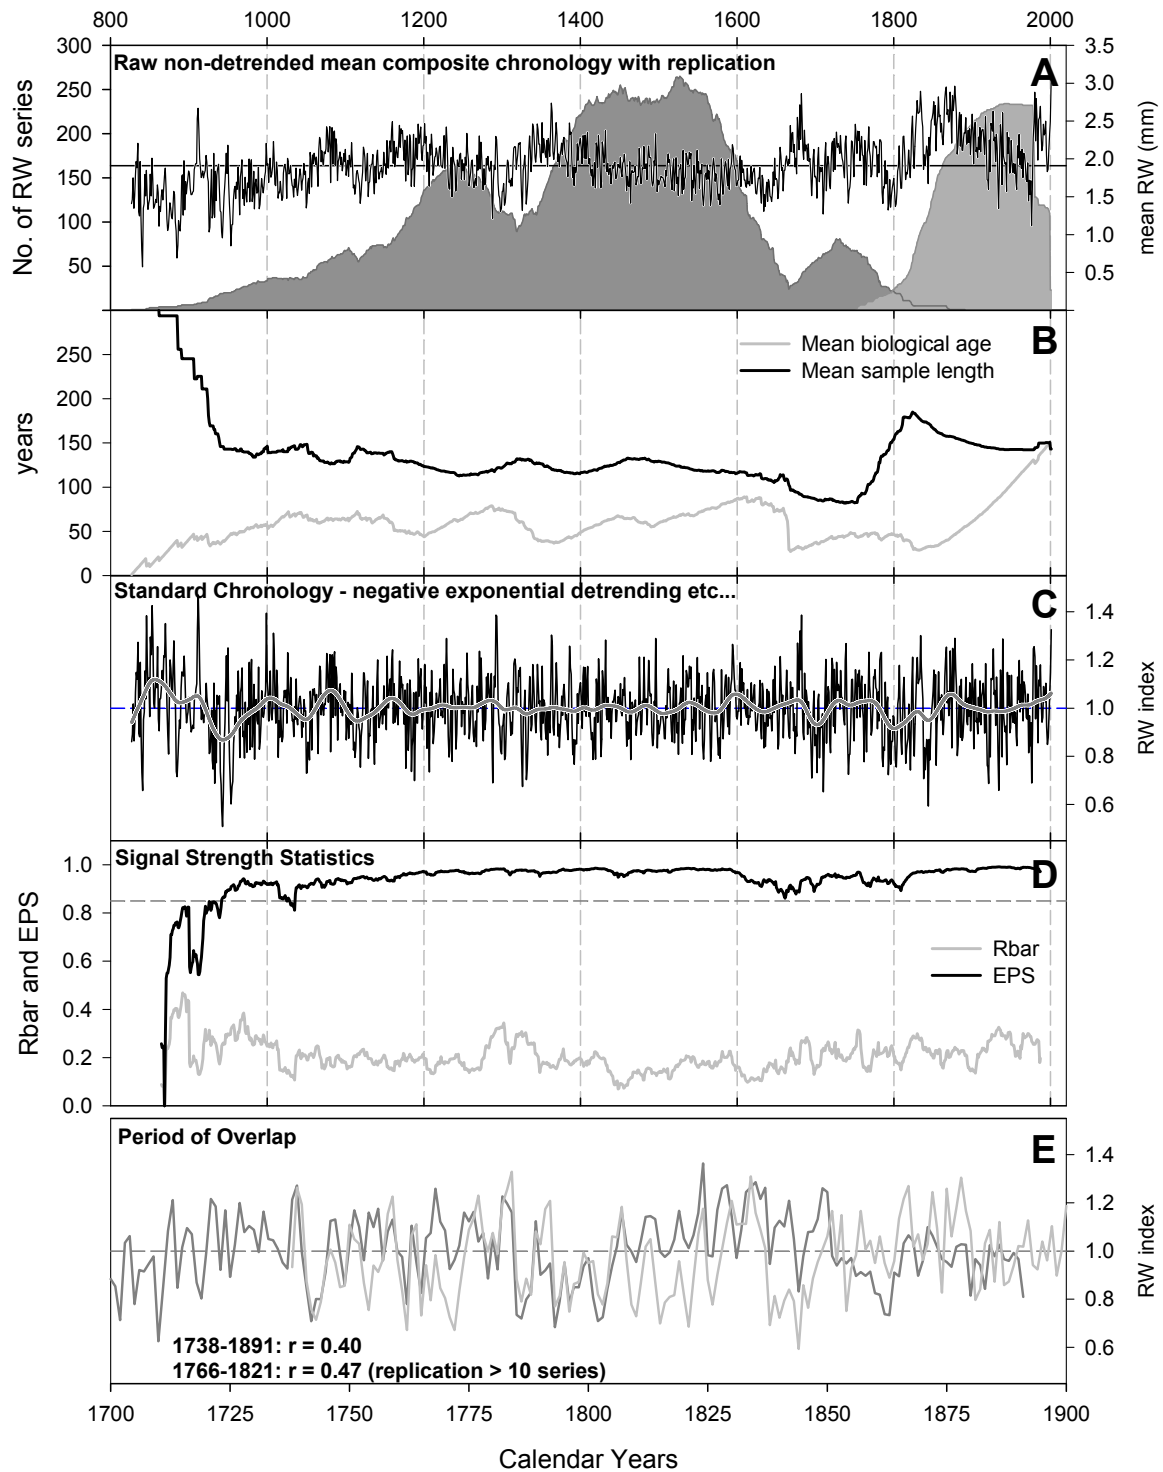 800 1000 1200 1400 1600 1800 2000
Raw non-detrended mean composite chronology with replication
A
300
250
200
150
100
50
No. of RW series
3.5
3.0
2.5
2.0
1.5
1.0
0.5
mean RW (mm)
B
Mean biological age
Mean sample length
250
200
150
100
50
0
years
Standard Chronology - negative exponential detrending etc...
C
1.4
1.2
1.0
0.8
0.6
RW index
Signal Strength Statistics
D
1.0
0.8
0.6
0.4
0.2
0.0
Rbar and EPS
Rbar
EPS
Period of Overlap
E
1.4
1.2
1.0
0.8
0.6
RW index
1738-1891: r = 0.40
1766-1821: r = 0.47 (replication > 10 series)
1700 1725 1750 1775 1800 1825 1850 1875 1900
Calendar Years